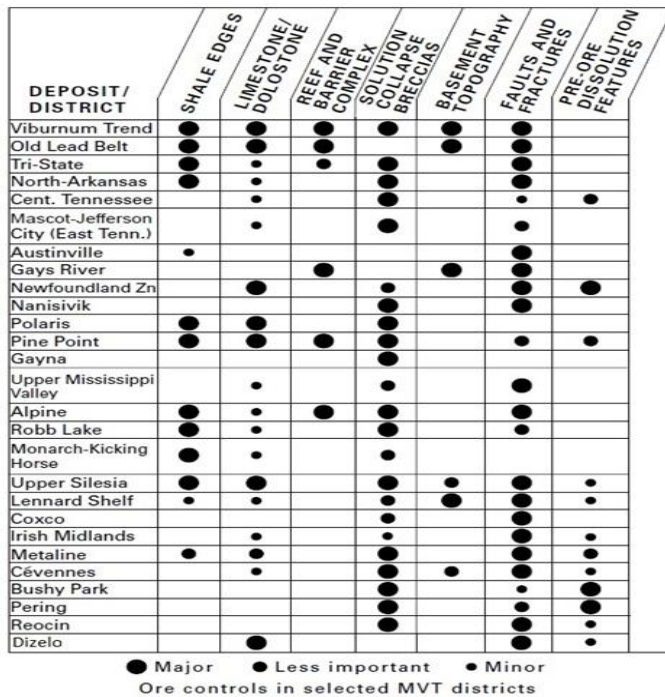 DEPOSIT/
DISTRICT
SHALE EDGES
LIMESTONE/
DOLOSTONE
REEF AND
BARRIER
COMPLEX
SOLUTION
COLLAPSE
BRECCIAS
BASEMENT
TOPOGRAPHY
FAULTS AND
FRACTURES
PRE-ORE
DISSOLUTION
FEATURES
Viburnum Trend
Old Lead Belt
Tri-State
North-Arkansas
Cent. Tennessee
Mascot-Jefferson
City (East Tenn.)
Austinville
Gays River
Newfoundland Zn
Nanisivik
Polaris
Pine Point
Gayna
Upper Mississippi
Valley
Alpine
Robb Lake
Monarch-Kicking
Horse
Upper Silesia
Lennard Shelf
Coxco
Irish Midlands
Metaline
Cévennes
Bushy Park
Pering
Reocin
Dizelo
Major Less important Minor
Ore controls in selected MVT districts